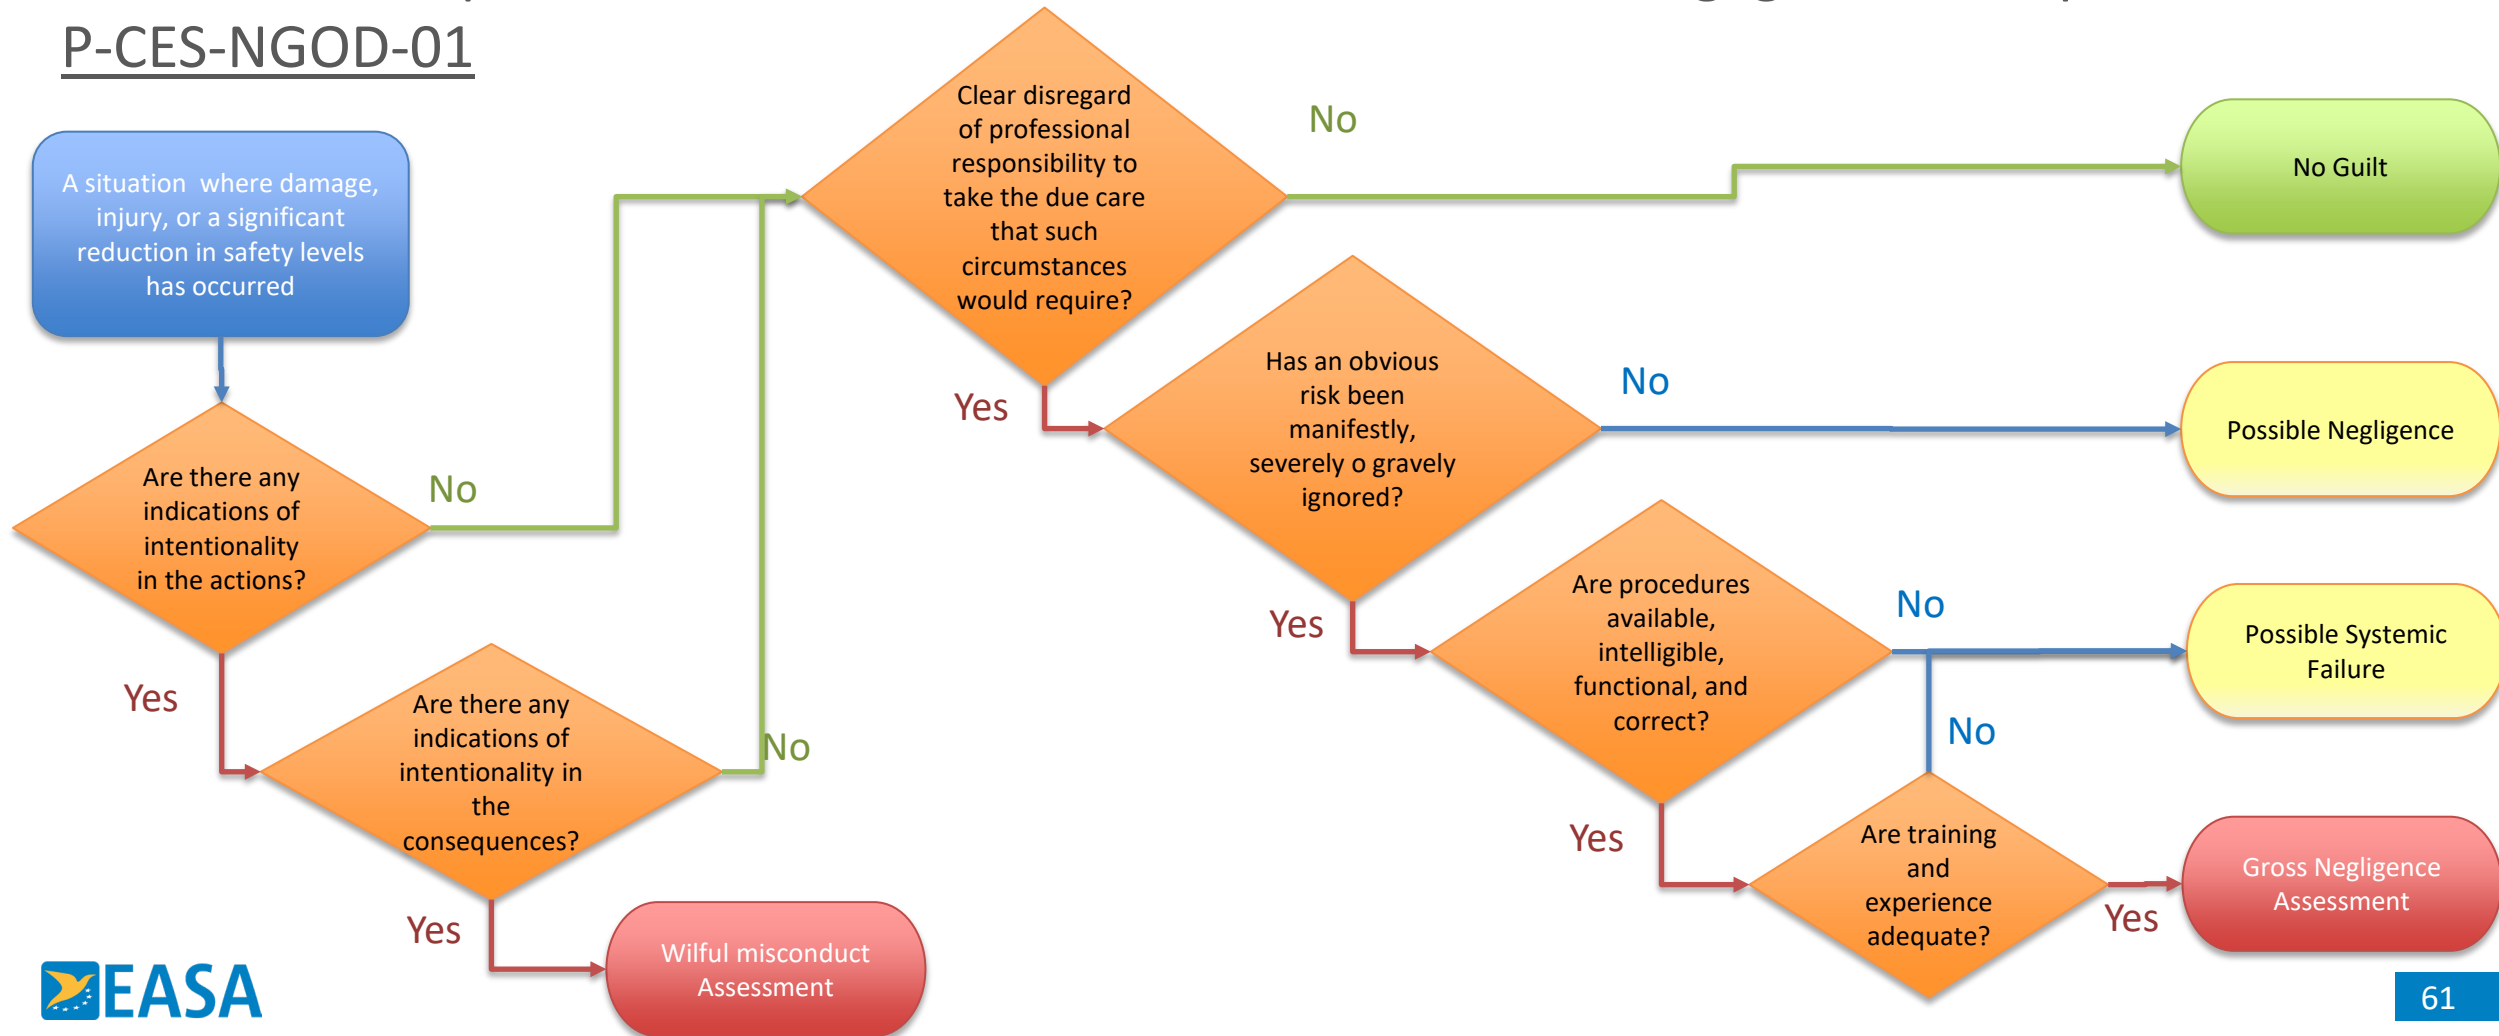 P-CES-NGOD-01
A situation where damage,
injury, or a significant
reduction in safety levels
has occurred
Are there any
indications of
intentionality
in the actions?
No
Yes
Are there any
indications of
intentionality in
the
consequences?
No
Yes
Wilful misconduct
Assessment
Clear disregard
of professional
responsibility to
take the due care
that such
circumstances
would require?
No
No Guilt
Yes
Has an obvious
risk been
manifestly,
severely o gravely
ignored?
No
Possible Negligence
Yes
Are procedures
available,
intelligible,
functional, and
correct?
No
Possible Systemic
Failure
Yes
Are training
and
experience
adequate?
No
Yes
Gross Negligence
Assessment
EASA
61